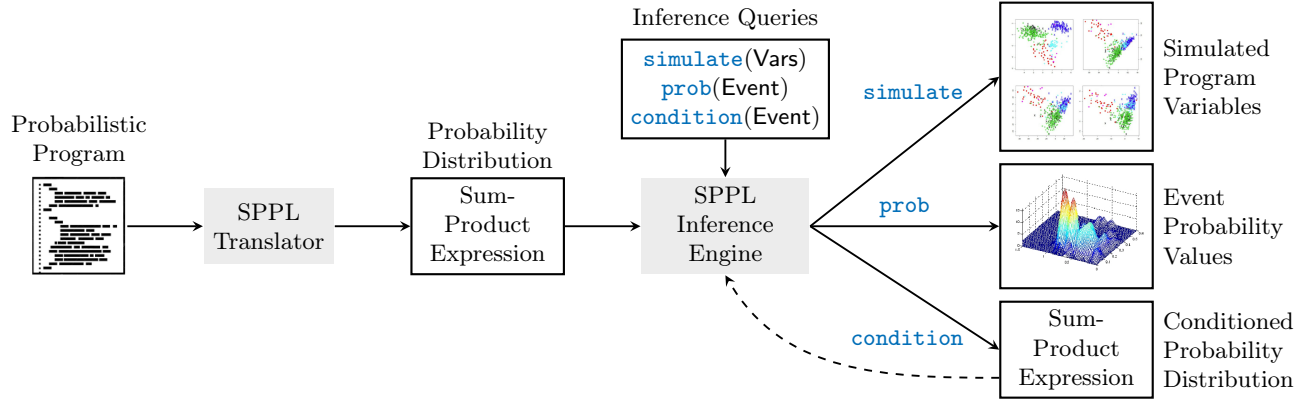 Probabilistic
Program
SPPL
Translator
Probability
Distribution
Sum-
Product
Expression
Inference Queries
simulate(Vars)
prob(Event)
condition(Event)
SPPL
Inference
Engine
simulate
prob
condition
Simulated
Program
Variables
Event
Probability
Values
Sum-
Product
Expression
Conditioned
Probability
Distribution